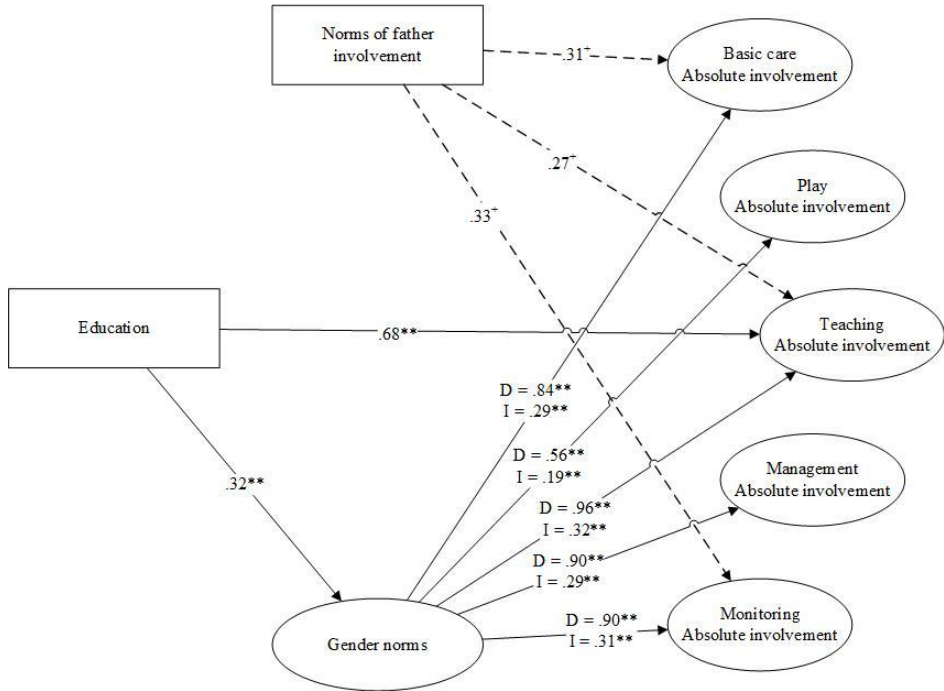 Norms of father
involvement
Basic care
Absolute involvement
.31+
.27+
.33+
Play
Absolute involvement
Education
.68**
Teaching
Absolute involvement
D = .84**
I = .29**
D = .56**
I = .19**
.32**
Management
Absolute involvement
D = .96**
I = .32**
D = .90**
I = .29**
Gender norms
D = .90**
I = .31**
Monitoring
Absolute involvement